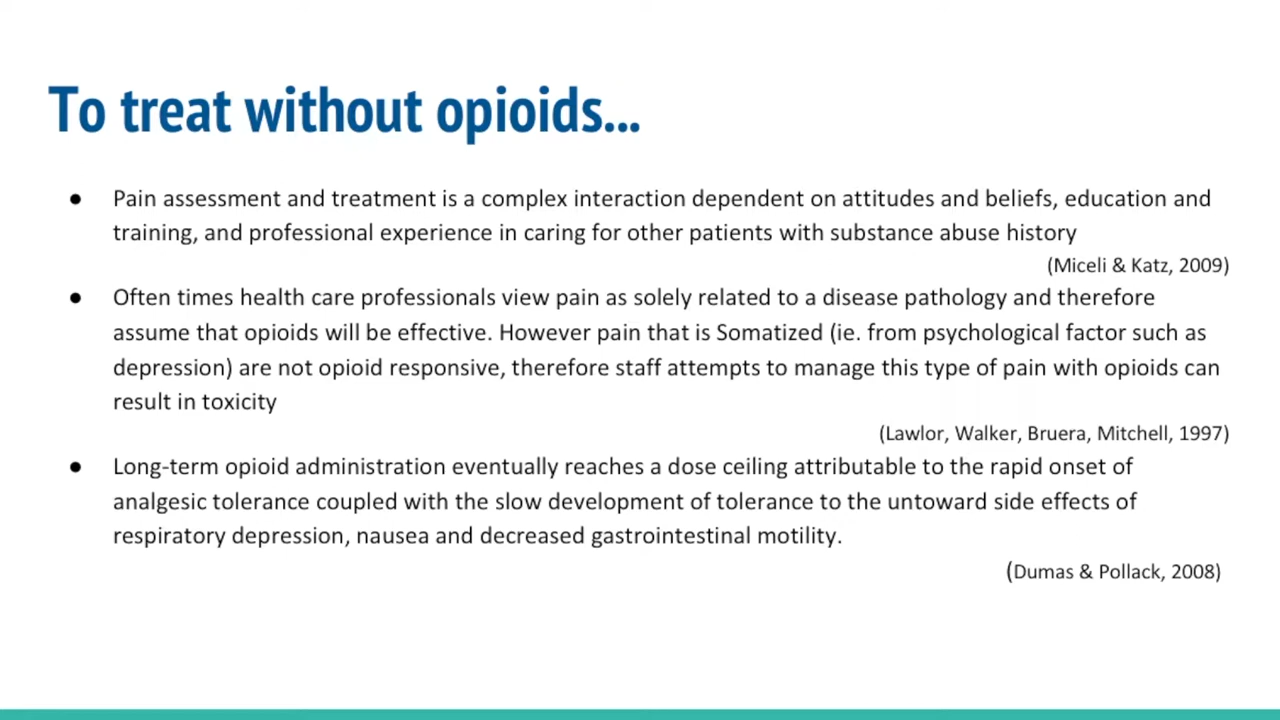 To treat without opioids...
● Pain assessment and treatment is a complex interaction dependent on attitudes and beliefs, education and
training, and professional experience in caring for other patients with substance abuse history
(Miceli & Katz, 2009)
● Often times health care professionals view pain as solely related to a disease pathology and therefore
assume that opioids will be effective. However pain that is Somatized (ie. from psychological factor such as
depression) are not opioid responsive, therefore staff attempts to manage this type of pain with opioids can
result in toxicity
(Lawlor, Walker, Bruera, Mitchell, 1997)
● Long-term opioid administration eventually reaches a dose ceiling attributable to the rapid onset of
analgesic tolerance coupled with the slow development of tolerance to the untoward side effects of
respiratory depression, nausea and decreased gastrointestinal motility.
(Dumas & Pollack, 2008)